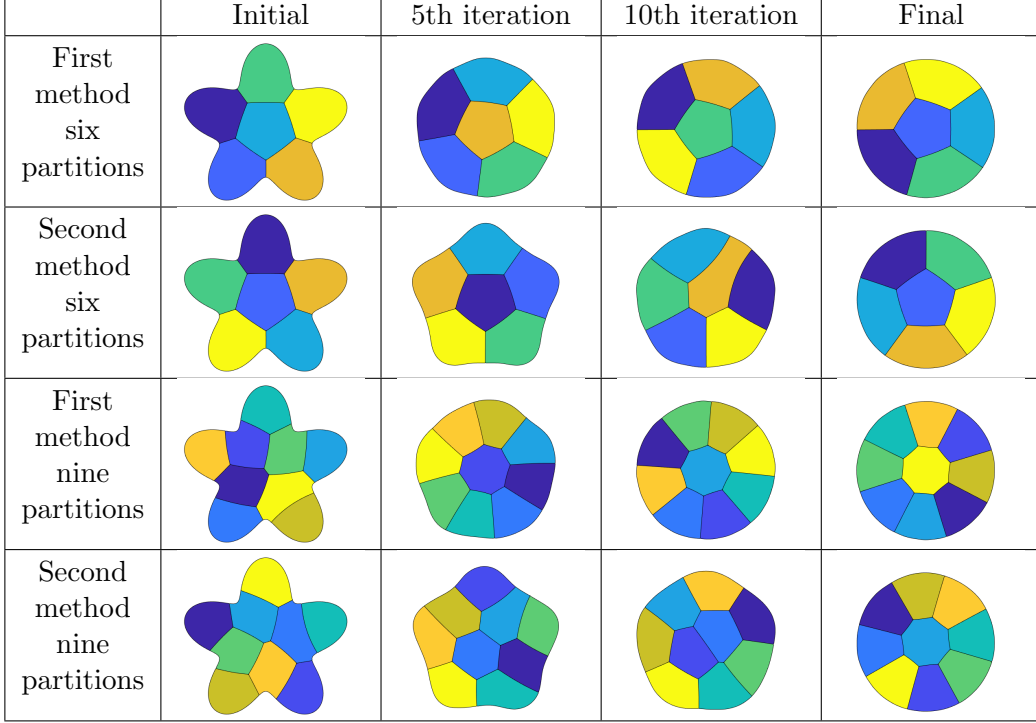 Initial 5th iteration 10th iteration Final
First
method
six
partitions
Second
method
six
partitions
First
method
nine
partitions
Second
method
nine
partitions